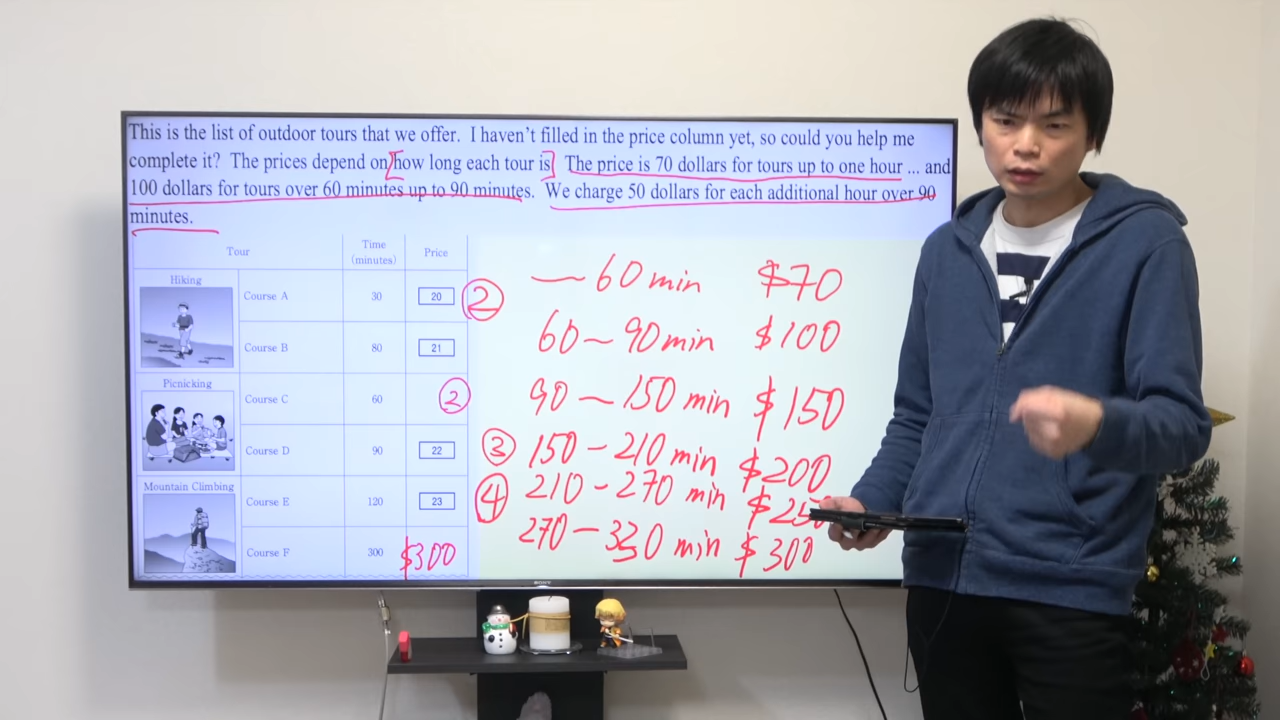 This is the list of outdoor tours that we offer. I haven't filled in the price column yet, so could you help me
complete it? The prices depend on [how long each tour is]. The price is 70 dollars for tours up to one hour ... and
100 dollars for tours over 60 minutes up to 90 minutes. We charge 50 dollars for each additional hour over 90
minutes.
Tour Time (minutes) Price
Hiking
Course A 30 20 ②
Course B 80 21
Picnicking
Course C 60 ②
Course D 90 22
Mountain Climbing
Course E 120 23
Course F 300 $300
— 60 min $70
60 ~ 90 min $100
90 ~ 150 min $150
③ 150 - 210 min $200
④ 210 - 270 min $250
270 - 330 min $300
SONY